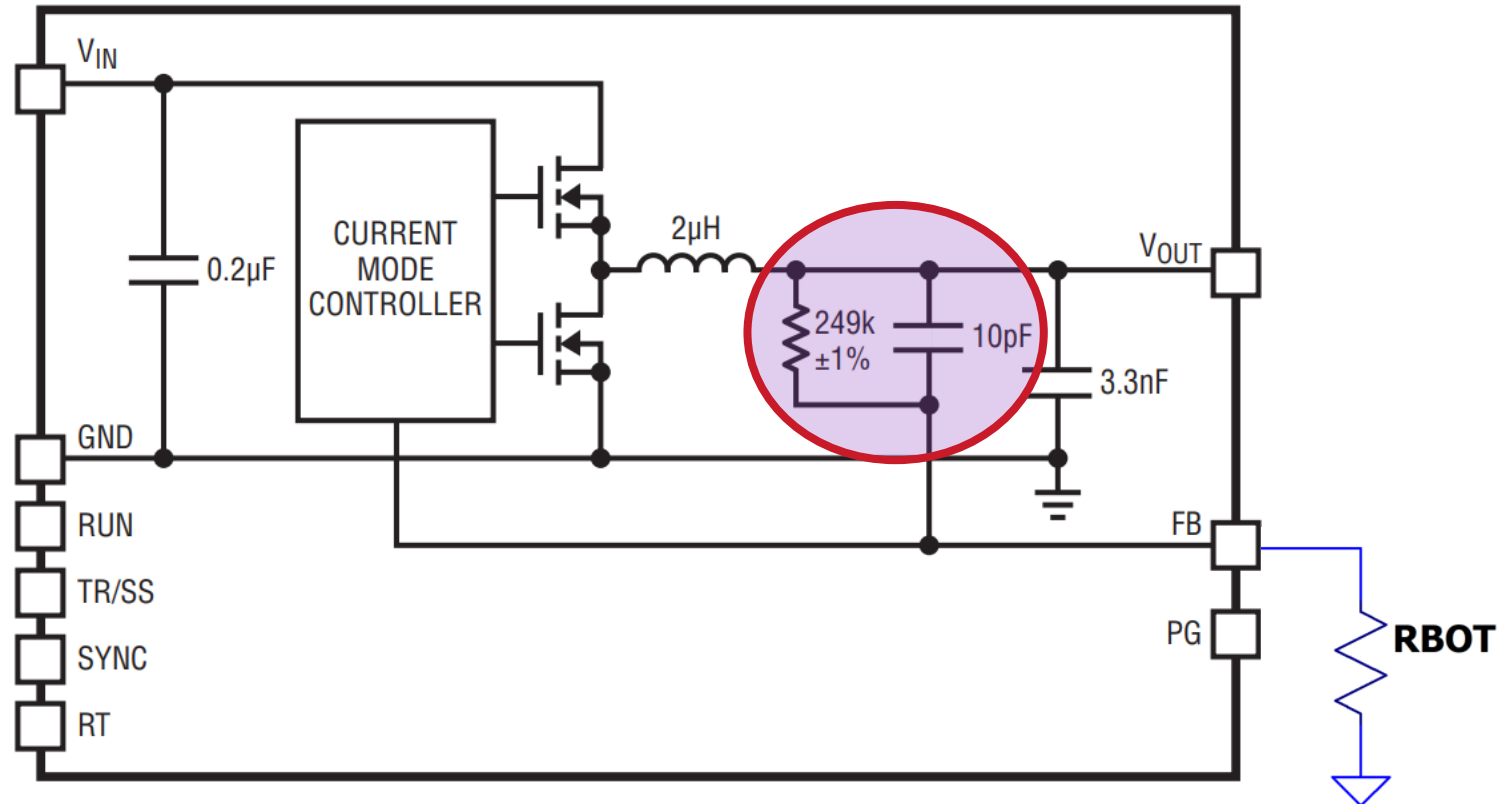 VIN
CURRENT
MODE
CONTROLLER
0.2µF
2µH
249k
±1%
10pF
3.3nF
VOUT
GND
RUN
TR/SS
SYNC
RT
FB
PG
RBOT